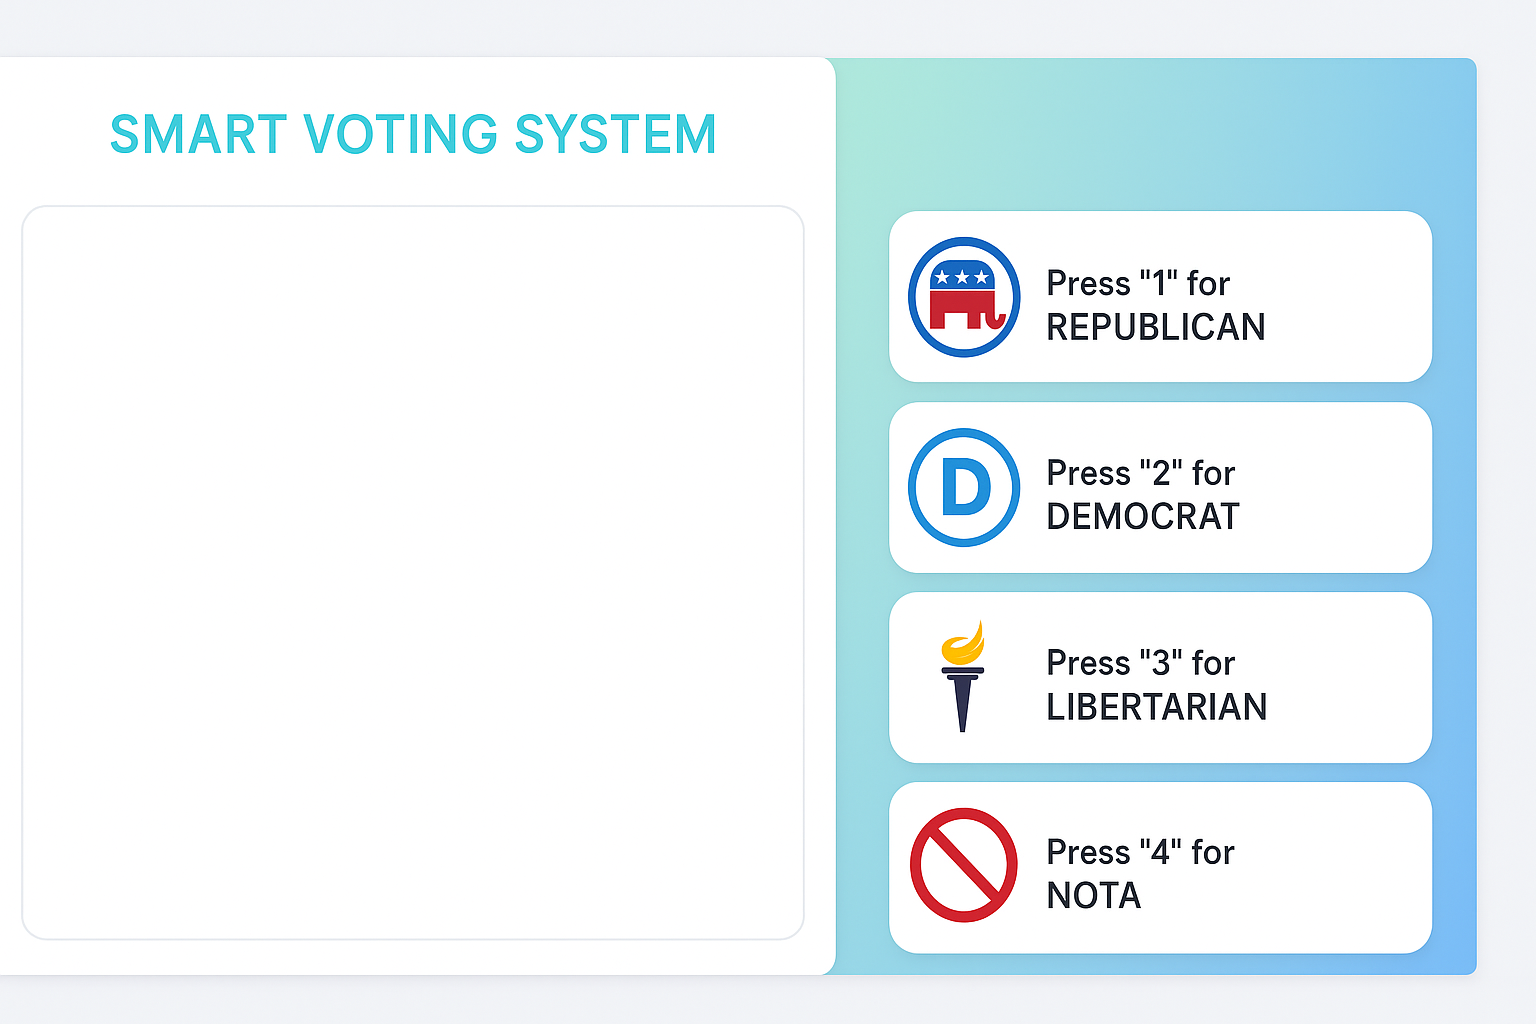 SMART VOTING SYSTEM
Press "1" for
REPUBLICAN
D
Press "2" for
DEMOCRAT
Press "3" for
LIBERTARIAN
Press "4" for
NOTA